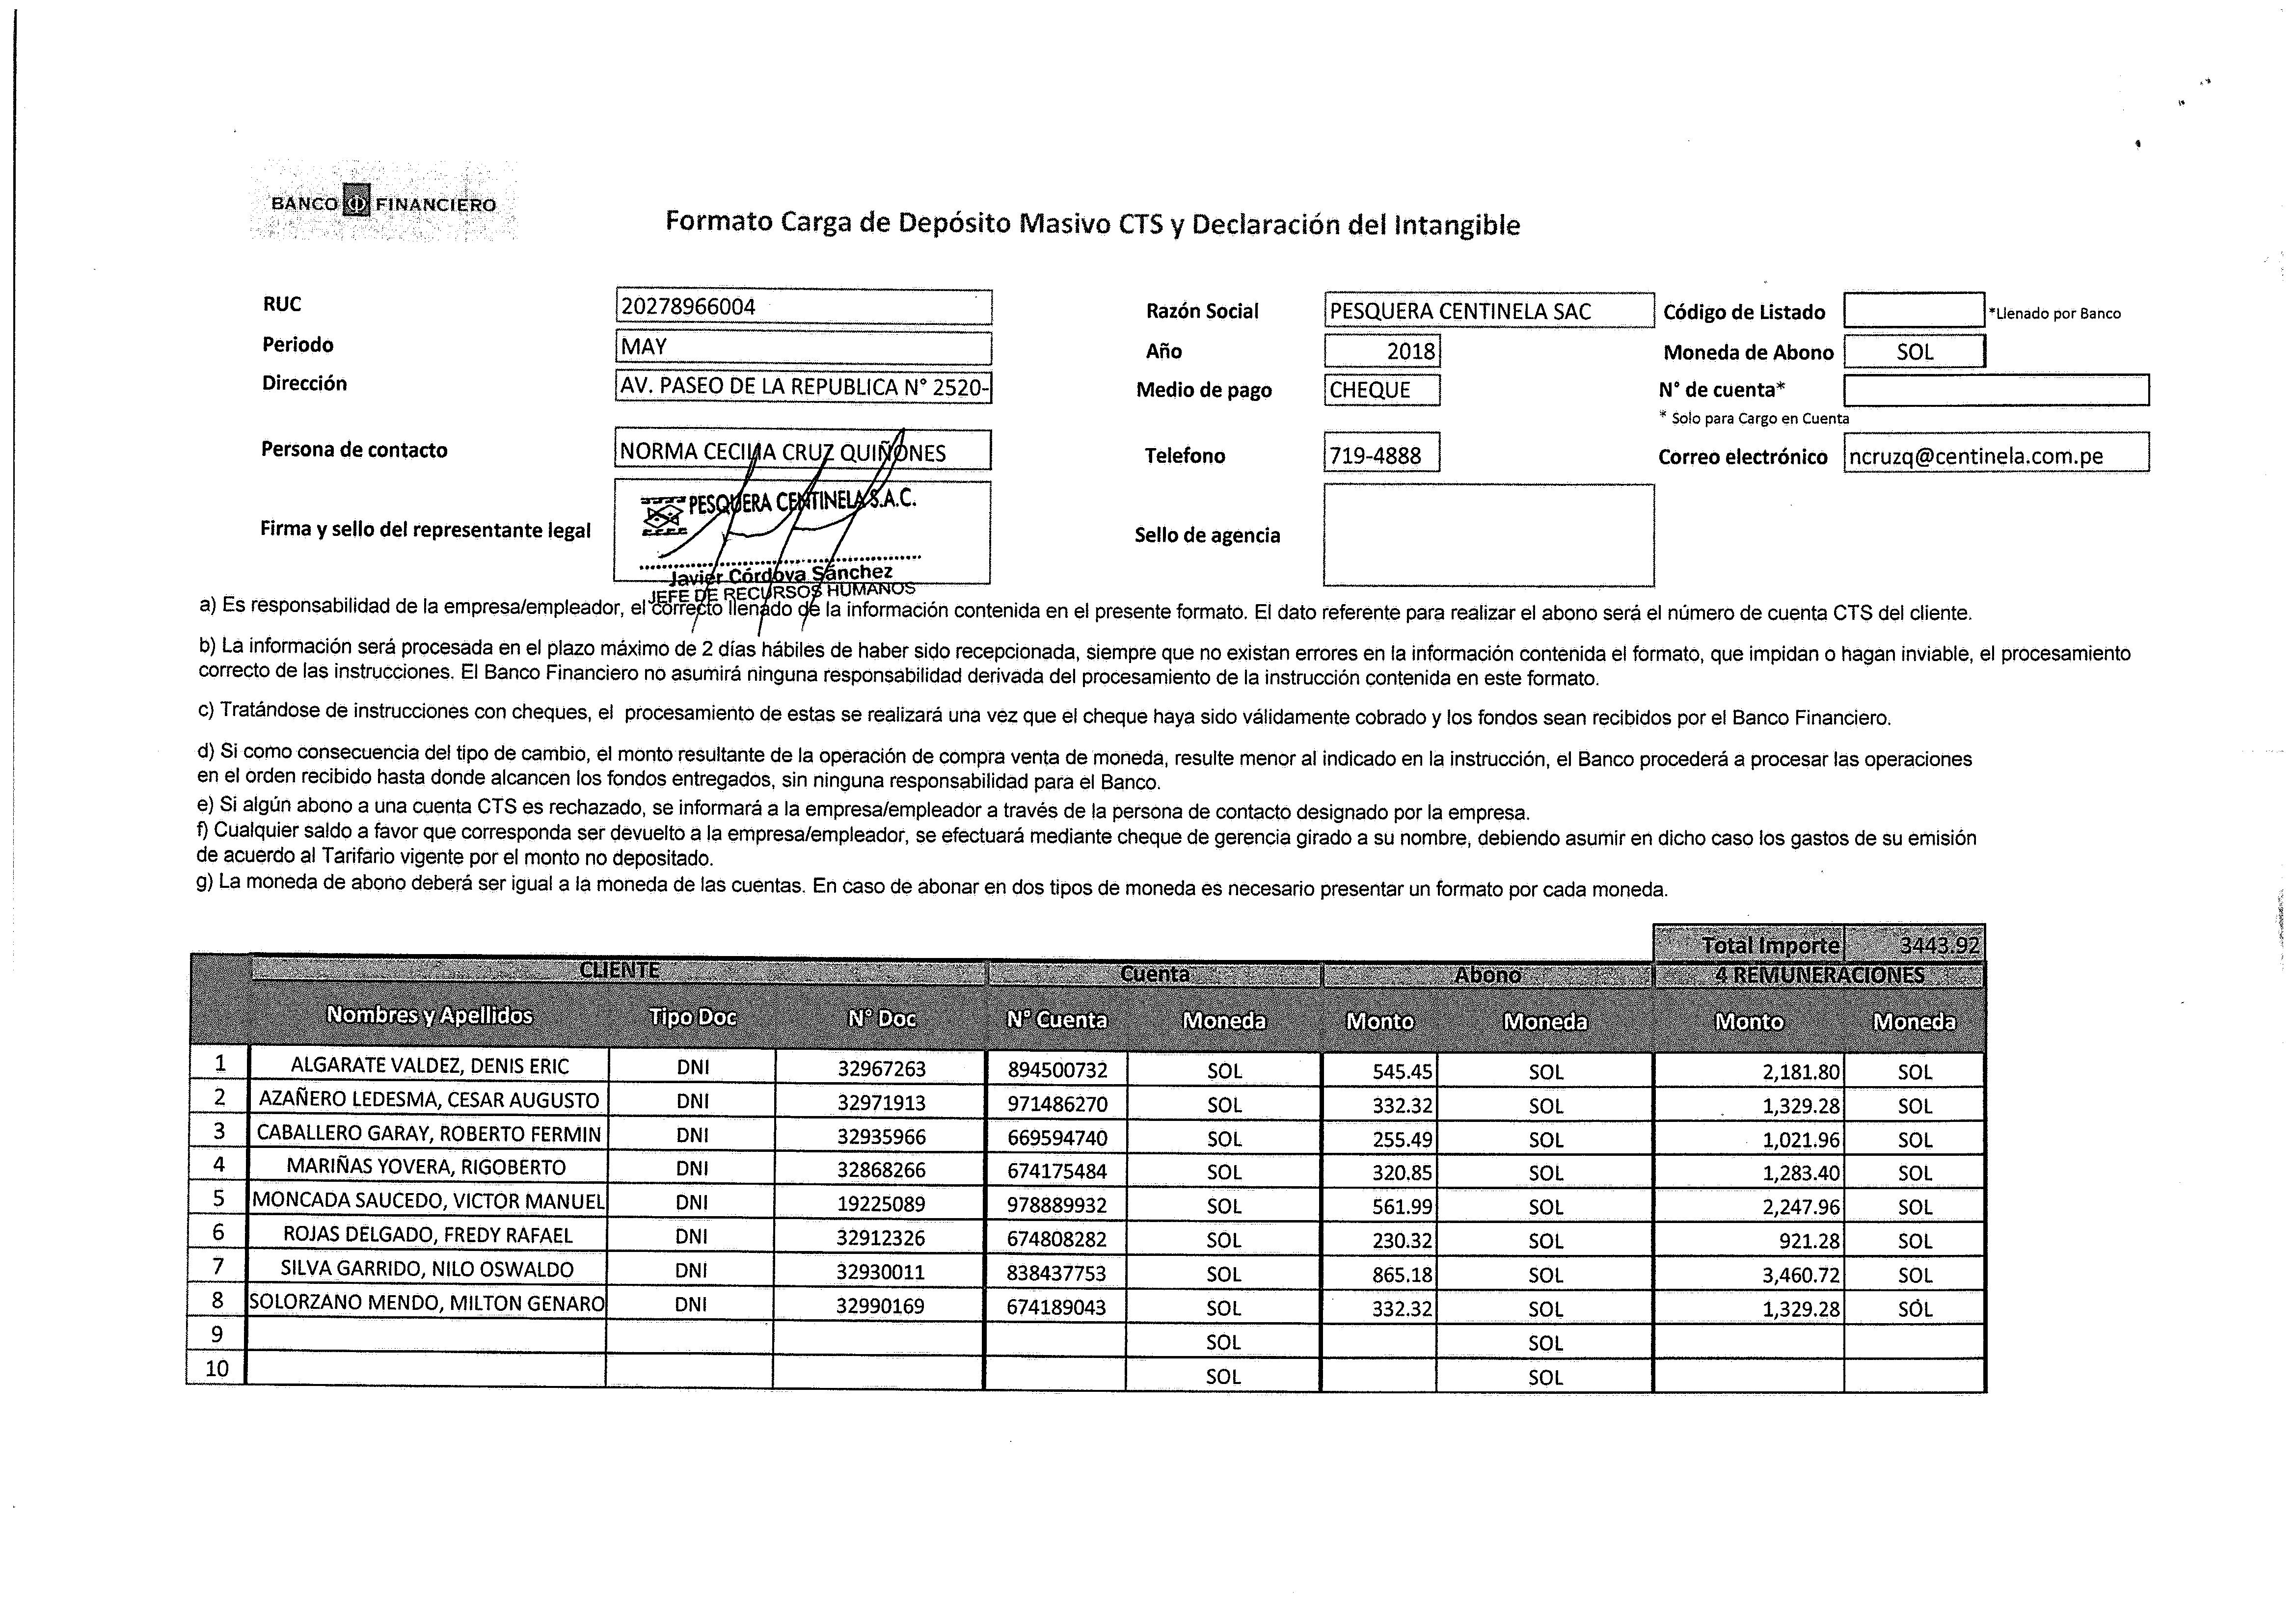 BANCO FINANCIERO
Formato Carga de Depósito Masivo CTS y Declaración del Intangible
RUC 20278966004 Razón Social PESQUERA CENTINELA SAC Código de Listado *Llenado por Banco
Periodo MAY Año 2018 Moneda de Abono SOL
Dirección AV. PASEO DE LA REPUBLICA N° 2520- Medio de pago CHEQUE N° de cuenta*
* Solo para Cargo en Cuenta
Persona de contacto NORMA CECILIA CRUZ QUIÑONES Telefono 719-4888 Correo electrónico ncruzq@centinela.com.pe
PESQUERA CENTINELA S.A.C.
Firma y sello del representante legal Sello de agencia
Javier Córdova Sánchez
JEFE DE RECURSOS HUMANOS
a) Es responsabilidad de la empresa/empleador, el correcto llenado de la información contenida en el presente formato. El dato referente para realizar el abono será el número de cuenta CTS del cliente.
b) La información será procesada en el plazo máximo de 2 días hábiles de haber sido recepcionada, siempre que no existan errores en la información contenida el formato, que impidan o hagan inviable, el procesamiento
correcto de las instrucciones. El Banco Financiero no asumirá ninguna responsabilidad derivada del procesamiento de la instrucción contenida en este formato.
c) Tratándose de instrucciones con cheques, el procesamiento de estas se realizará una vez que el cheque haya sido válidamente cobrado y los fondos sean recibidos por el Banco Financiero.
d) Si como consecuencia del tipo de cambio, el monto resultante de la operación de compra venta de moneda, resulte menor al indicado en la instrucción, el Banco procederá a procesar las operaciones
en el orden recibido hasta donde alcancen los fondos entregados, sin ninguna responsabilidad para el Banco.
e) Si algún abono a una cuenta CTS es rechazado, se informará a la empresa/empleador a través de la persona de contacto designado por la empresa.
f) Cualquier saldo a favor que corresponda ser devuelto a la empresa/empleador, se efectuará mediante cheque de gerencia girado a su nombre, debiendo asumir en dicho caso los gastos de su emisión
de acuerdo al Tarifario vigente por el monto no depositado.
g) La moneda de abono deberá ser igual a la moneda de las cuentas. En caso de abonar en dos tipos de moneda es necesario presentar un formato por cada moneda.
Total Importe 3443.92
CLIENTE Cuenta Abono 4 REMUNERACIONES
Nombres y Apellidos Tipo Doc N° Doc N° Cuenta Moneda Monto Moneda Monto Moneda
1 ALGARATE VALDEZ, DENIS ERIC DNI 32967263 894500732 SOL 545.45 SOL 2,181.80 SOL
2 AZAÑERO LEDESMA, CESAR AUGUSTO DNI 32971913 971486270 SOL 332.32 SOL 1,329.28 SOL
3 CABALLERO GARAY, ROBERTO FERMIN DNI 32935966 669594740 SOL 255.49 SOL 1,021.96 SOL
4 MARIÑAS YOVERA, RIGOBERTO DNI 32868266 674175484 SOL 320.85 SOL 1,283.40 SOL
5 MONCADA SAUCEDO, VICTOR MANUEL DNI 19225089 978889932 SOL 561.99 SOL 2,247.96 SOL
6 ROJAS DELGADO, FREDY RAFAEL DNI 32912326 674808282 SOL 230.32 SOL 921.28 SOL
7 SILVA GARRIDO, NILO OSWALDO DNI 32930011 838437753 SOL 865.18 SOL 3,460.72 SOL
8 SOLORZANO MENDO, MILTON GENARO DNI 32990169 674189043 SOL 332.32 SOL 1,329.28 SOL
9 SOL SOL
10 SOL SOL